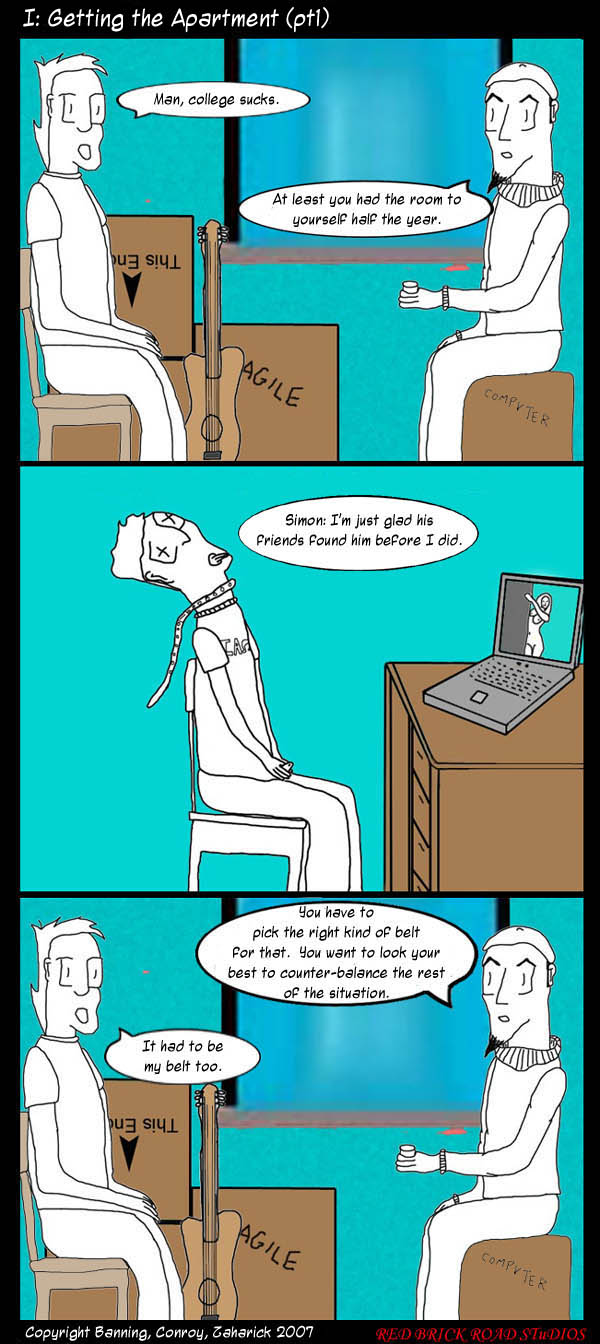 I: Getting the Apartment (pt1)
Man, college sucks.
At least you had the room to
yourself half the year.
This End
AGILE
COMPUTER
Simon: I'm just glad his
friends found him before I did.
You have to
pick the right kind of belt
for that. You want to look your
best to counter-balance the rest
of the situation.
It had to be
my belt too.
This End
AGILE
COMPUTER
Copyright Banning, Conroy, Zaharick 2007
RED BRICK ROAD STUDIOS